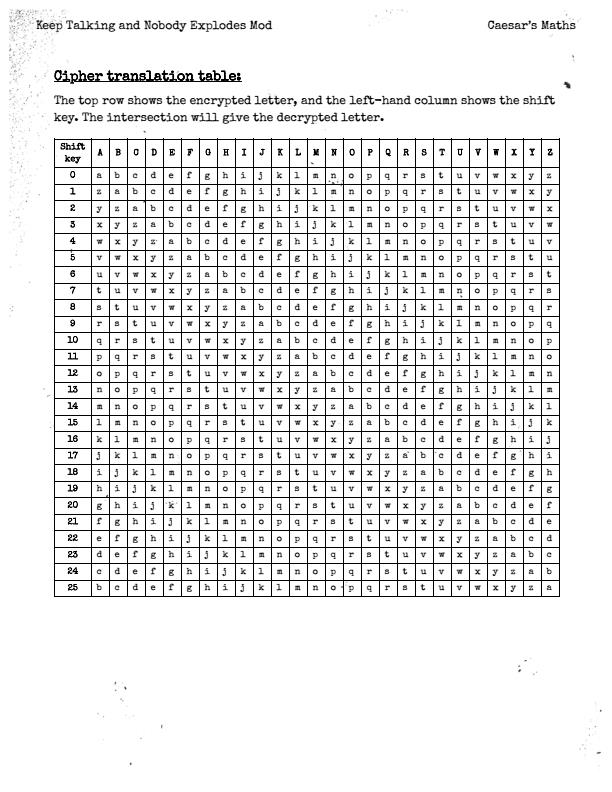 Keep Talking and Nobody Explodes Mod Caesar's Maths
Cipher translation table:
The top row shows the encrypted letter, and the left-hand column shows the shift
key. The intersection will give the decrypted letter.
Shift
key A B C D E F G H I J K L M N O P Q R S T U V W X Y Z
0 a b c d e f g h i j k l m n o p q r s t u v w x y z
1 z a b c d e f g h i j k l m n o p q r s t u v w x y
2 y z a b c d e f g h i j k l m n o p q r s t u v w x
3 x y z a b c d e f g h i j k l m n o p q r s t u v w
4 w x y z a b c d e f g h i j k l m n o p q r s t u v
5 v w x y z a b c d e f g h i j k l m n o p q r s t u
6 u v w x y z a b c d e f g h i j k l m n o p q r s t
7 t u v w x y z a b c d e f g h i j k l m n o p q r s
8 s t u v w x y z a b c d e f g h i j k l m n o p q r
9 r s t u v w x y z a b c d e f g h i j k l m n o p q
10 q r s t u v w x y z a b c d e f g h i j k l m n o p
11 p q r s t u v w x y z a b c d e f g h i j k l m n o
12 o p q r s t u v w x y z a b c d e f g h i j k l m n
13 n o p q r s t u v w x y z a b c d e f g h i j k l m
14 m n o p q r s t u v w x y z a b c d e f g h i j k l
15 l m n o p q r s t u v w x y z a b c d e f g h i j k
16 k l m n o p q r s t u v w x y z a b c d e f g h i j
17 j k l m n o p q r s t u v w x y z a b c d e f g h i
18 i j k l m n o p q r s t u v w x y z a b c d e f g h
19 h i j k l m n o p q r s t u v w x y z a b c d e f g
20 g h i j k l m n o p q r s t u v w x y z a b c d e f
21 f g h i j k l m n o p q r s t u v w x y z a b c d e
22 e f g h i j k l m n o p q r s t u v w x y z a b c d
23 d e f g h i j k l m n o p q r s t u v w x y z a b c
24 c d e f g h i j k l m n o p q r s t u v w x y z a b
25 b c d e f g h i j k l m n o p q r s t u v w x y z a